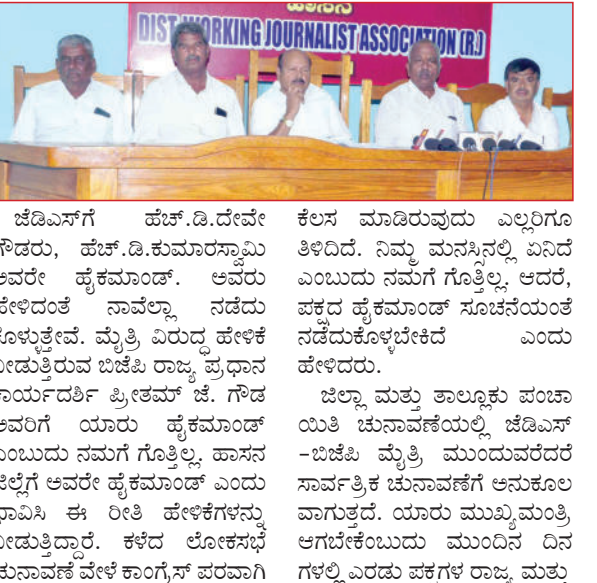 ಹಾಸನ
DIST WORKING JOURNALIST ASSOCIATION (R.)
ಜೆಡಿಎಸ್‌ಗೆ ಹೆಚ್.ಡಿ.ದೇವೇ
ಗೌಡರು, ಹೆಚ್.ಡಿ.ಕುಮಾರಸ್ವಾಮಿ
ಅವರೇ ಹೈಕಮಾಂಡ್. ಅವರು
ಹೇಳಿದಂತೆ ನಾವೆಲ್ಲಾ ನಡೆದು
ಕೊಳ್ಳುತ್ತೇವೆ. ಮೈತ್ರಿ ವಿರುದ್ಧ ಹೇಳಿಕೆ
ನೀಡುತ್ತಿರುವ ಬಿಜೆಪಿ ರಾಜ್ಯ ಪ್ರಧಾನ
ಕಾರ್ಯದರ್ಶಿ ಪ್ರೀತಮ್ ಜೆ. ಗೌಡ
ಅವರಿಗೆ ಯಾರು ಹೈಕಮಾಂಡ್
ಎಂಬುದು ನಮಗೆ ಗೊತ್ತಿಲ್ಲ. ಹಾಸನ
ಜಿಲ್ಲೆಗೆ ಅವರೇ ಹೈಕಮಾಂಡ್ ಎಂದು
ಭಾವಿಸಿ ಈ ರೀತಿ ಹೇಳಿಕೆಗಳನ್ನು
ನೀಡುತ್ತಿದ್ದಾರೆ. ಕಳೆದ ಲೋಕಸಭೆ
ಚುನಾವಣೆ ವೇಳೆ ಕಾಂಗ್ರೆಸ್ ಪರವಾಗಿ
ಕೆಲಸ ಮಾಡಿರುವುದು ಎಲ್ಲರಿಗೂ
ತಿಳಿದಿದೆ. ನಿಮ್ಮ ಮನಸ್ಸಿನಲ್ಲಿ ಏನಿದೆ
ಎಂಬುದು ನಮಗೆ ಗೊತ್ತಿಲ್ಲ. ಆದರೆ,
ಪಕ್ಷದ ಹೈಕಮಾಂಡ್ ಸೂಚನೆಯಂತೆ
ನಡೆದುಕೊಳ್ಳಬೇಕಿದೆ ಎಂದು
ಹೇಳಿದರು.
ಜಿಲ್ಲಾ ಮತ್ತು ತಾಲ್ಲೂಕು ಪಂಚಾ
ಯಿತಿ ಚುನಾವಣೆಯಲ್ಲಿ ಜೆಡಿಎಸ್
-ಬಿಜೆಪಿ ಮೈತ್ರಿ ಮುಂದುವರೆದರೆ
ಸಾರ್ವತ್ರಿಕ ಚುನಾವಣೆಗೆ ಅನುಕೂಲ
ವಾಗುತ್ತದೆ. ಯಾರು ಮುಖ್ಯಮಂತ್ರಿ
ಆಗಬೇಕೆಂಬುದು ಮುಂದಿನ ದಿನ
ಗಳಲ್ಲಿ ಎರಡು ಪಕ್ಷಗಳ ರಾಜ್ಯ ಮತ್ತು